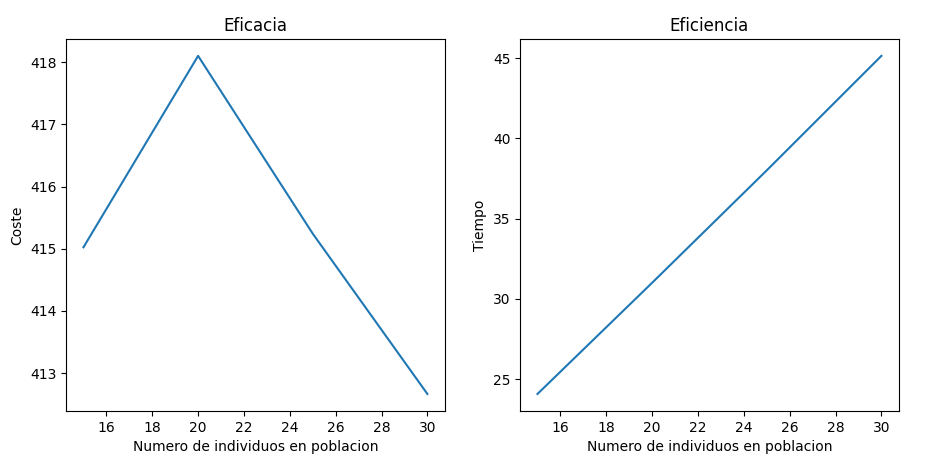 Eficacia
418
417
416
415
414
413
Coste
16 18 20 22 24 26 28 30
Numero de individuos en poblacion
Eficiencia
45
40
35
30
25
Tiempo
16 18 20 22 24 26 28 30
Numero de individuos en poblacion